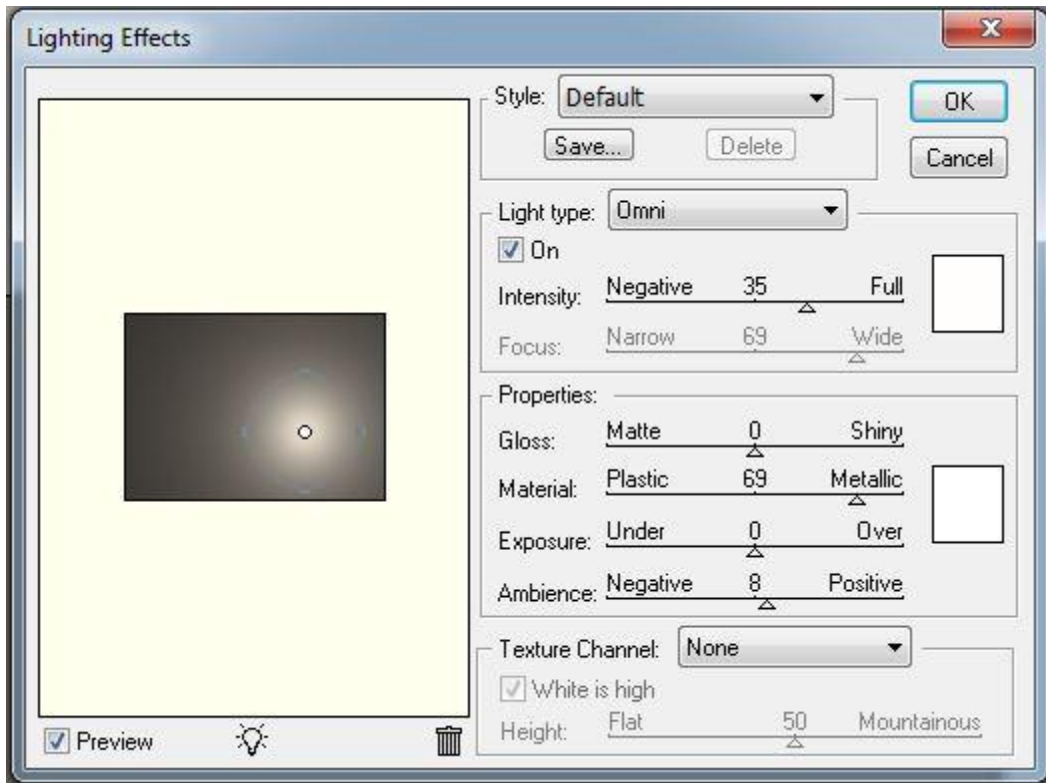 Lighting Effects
Style: Default
Save... Delete
OK
Cancel
Light type: Omni
On
Intensity: Negative 35 Full
Focus: Narrow 69 Wide
Properties:
Gloss: Matte 0 Shiny
Material: Plastic 69 Metallic
Exposure: Under 0 Over
Ambience: Negative 8 Positive
Texture Channel: None
White is high
Height: Flat 50 Mountainous
Preview